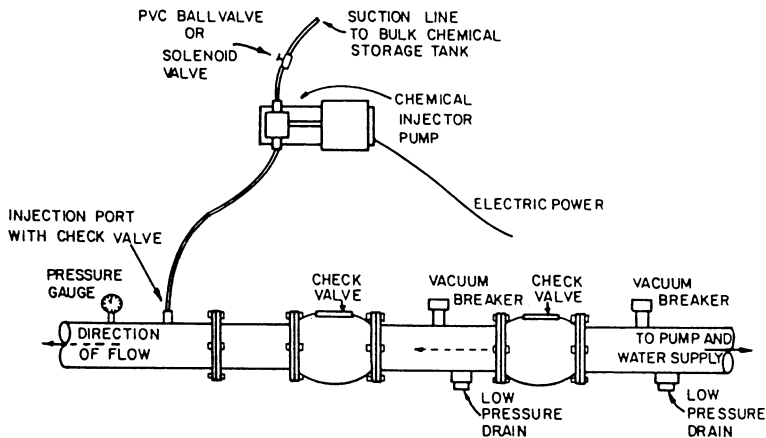 PVC BALLVALVE
OR
SOLENOID
VALVE
SUCTION LINE
TO BULK CHEMICAL
STORAGE TANK
CHEMICAL
INJECTOR
PUMP
ELECTRIC POWER
INJECTION PORT
WITH CHECK VALVE
PRESSURE
GAUGE
CHECK
VALVE
VACUUM
BREAKER
CHECK
VALVE
VACUUM
BREAKER
DIRECTION
OF FLOW
TO PUMP AND
WATER SUPPLY
LOW
PRESSURE
DRAIN
LOW
PRESSURE
DRAIN